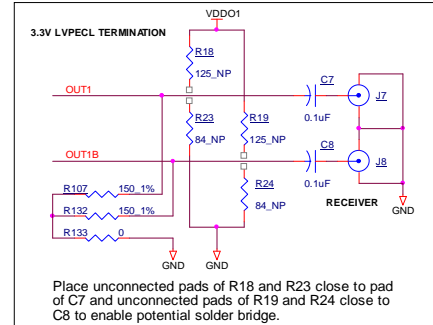 VDDO1
3.3V LVPECL TERMINATION
R18
125_NP
C7
OUT1
J7
R23
R19
0.1uF
84_NP
125_NP
C8
OUT1B
J8
R24
0.1uF
R107
150_1%
84_NP
R132
150_1%
RECEIVER
R133
0
GND
GND
GND
Place unconnected pads of R18 and R23 close to pad
of C7 and unconnected pads of R19 and R24 close to
C8 to enable potential solder bridge.